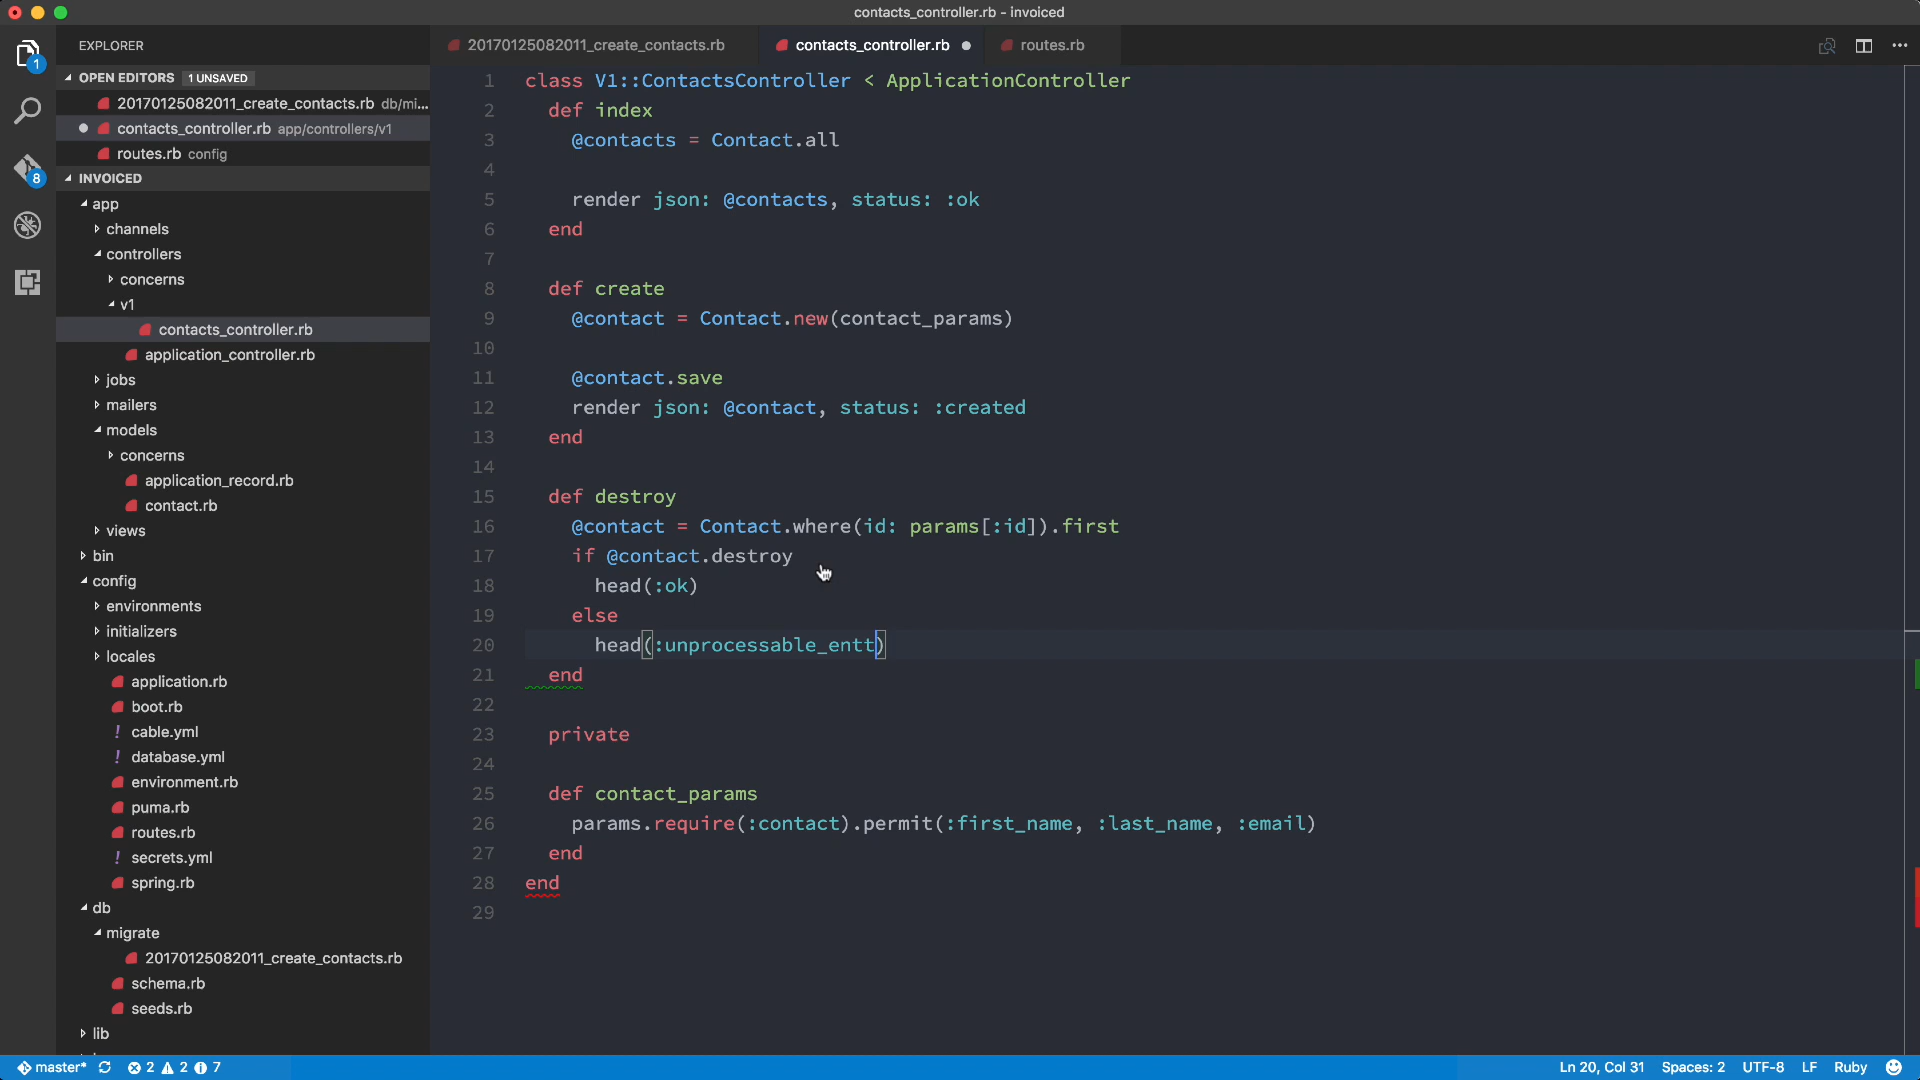 contacts_controller.rb - invoiced
EXPLORER
OPEN EDITORS 1 UNSAVED
20170125082011_create_contacts.rb db/mi...
contacts_controller.rb app/controllers/v1
routes.rb config
INVOICED
app
channels
controllers
concerns
v1
contacts_controller.rb
application_controller.rb
jobs
mailers
models
concerns
application_record.rb
contact.rb
views
bin
config
environments
initializers
locales
application.rb
boot.rb
! cable.yml
! database.yml
environment.rb
puma.rb
routes.rb
! secrets.yml
spring.rb
db
migrate
20170125082011_create_contacts.rb
schema.rb
seeds.rb
lib
1
8
20170125082011_create_contacts.rb contacts_controller.rb routes.rb
1 class V1::ContactsController < ApplicationController
2 def index
3 @contacts = Contact.all
4
5 render json: @contacts, status: :ok
6 end
7
8 def create
9 @contact = Contact.new(contact_params)
10
11 @contact.save
12 render json: @contact, status: :created
13 end
14
15 def destroy
16 @contact = Contact.where(id: params[:id]).first
17 if @contact.destroy
18 head(:ok)
19 else
20 head(:unprocessable_entt)
21 end
22
23 private
24
25 def contact_params
26 params.require(:contact).permit(:first_name, :last_name, :email)
27 end
28 end
29
master* 2 2 7 Ln 20, Col 31 Spaces: 2 UTF-8 LF Ruby